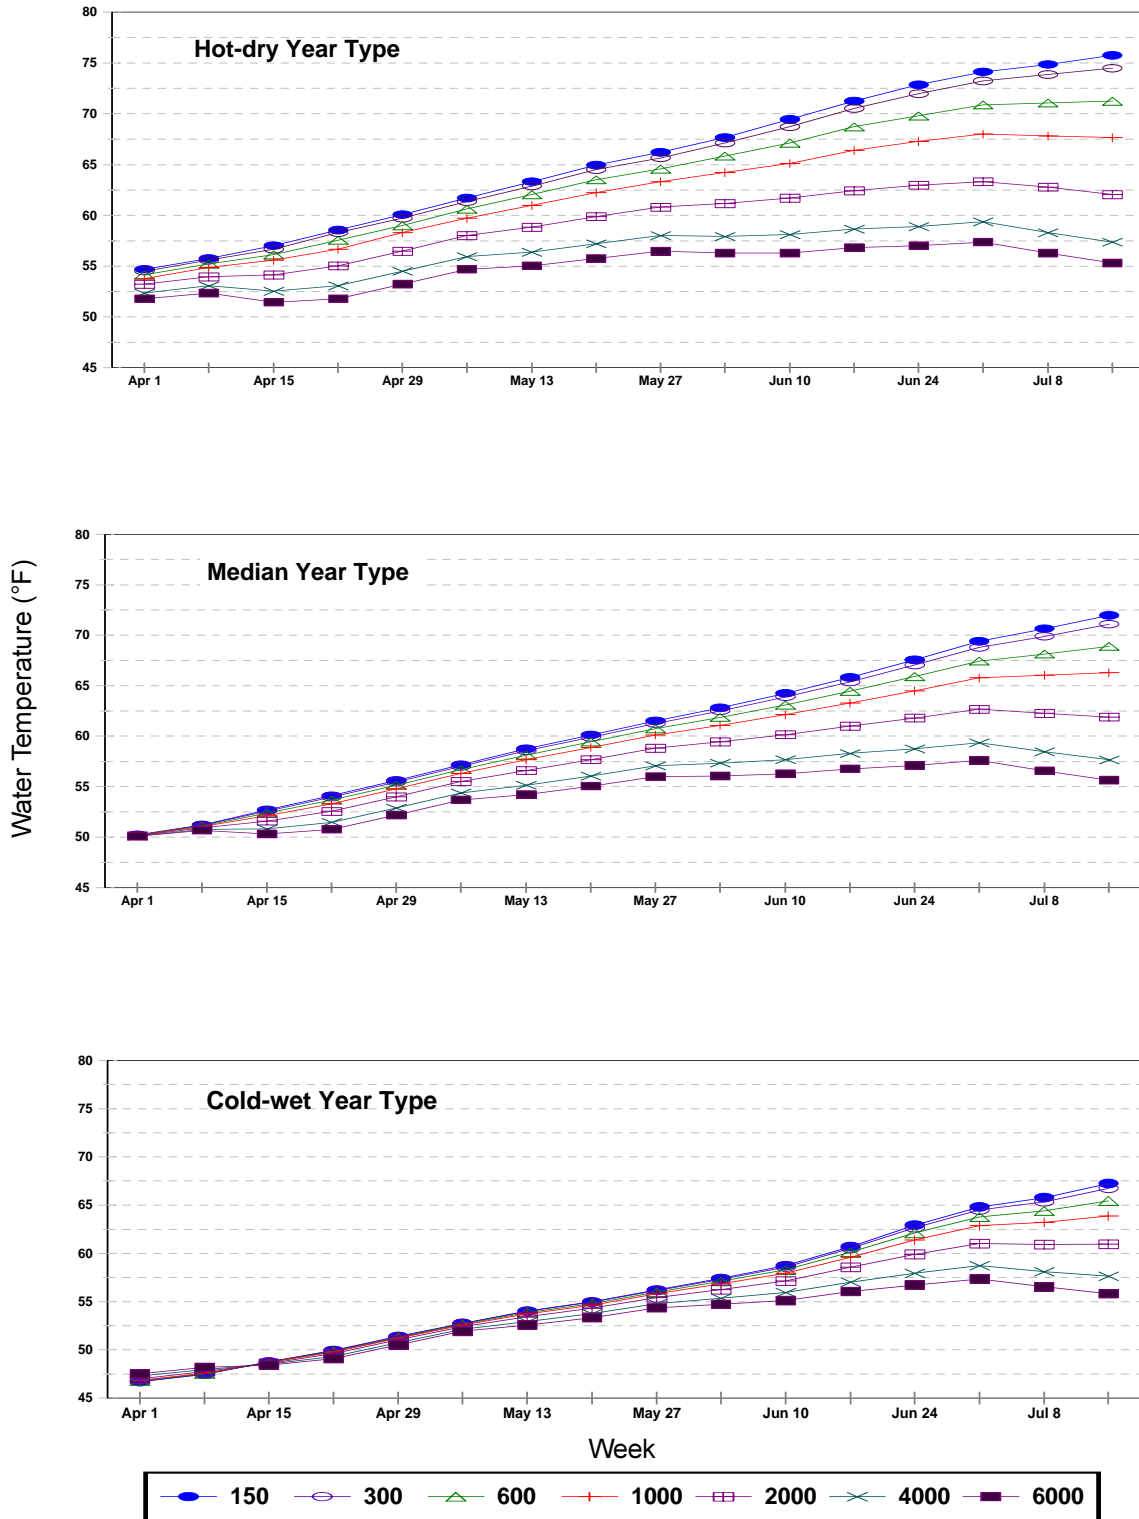 80
Hot-dry Year Type
75
70
65
60
55
50
45
Apr 1 Apr 15 Apr 29 May 13 May 27 Jun 10 Jun 24 Jul 8
Water Temperature (°F)
80
Median Year Type
75
70
65
60
55
50
45
Apr 1 Apr 15 Apr 29 May 13 May 27 Jun 10 Jun 24 Jul 8
80
Cold-wet Year Type
75
70
65
60
55
50
45
Apr 1 Apr 15 Apr 29 May 13 May 27 Jun 10 Jun 24 Jul 8
Week
150 300 600 1000 2000 4000 6000